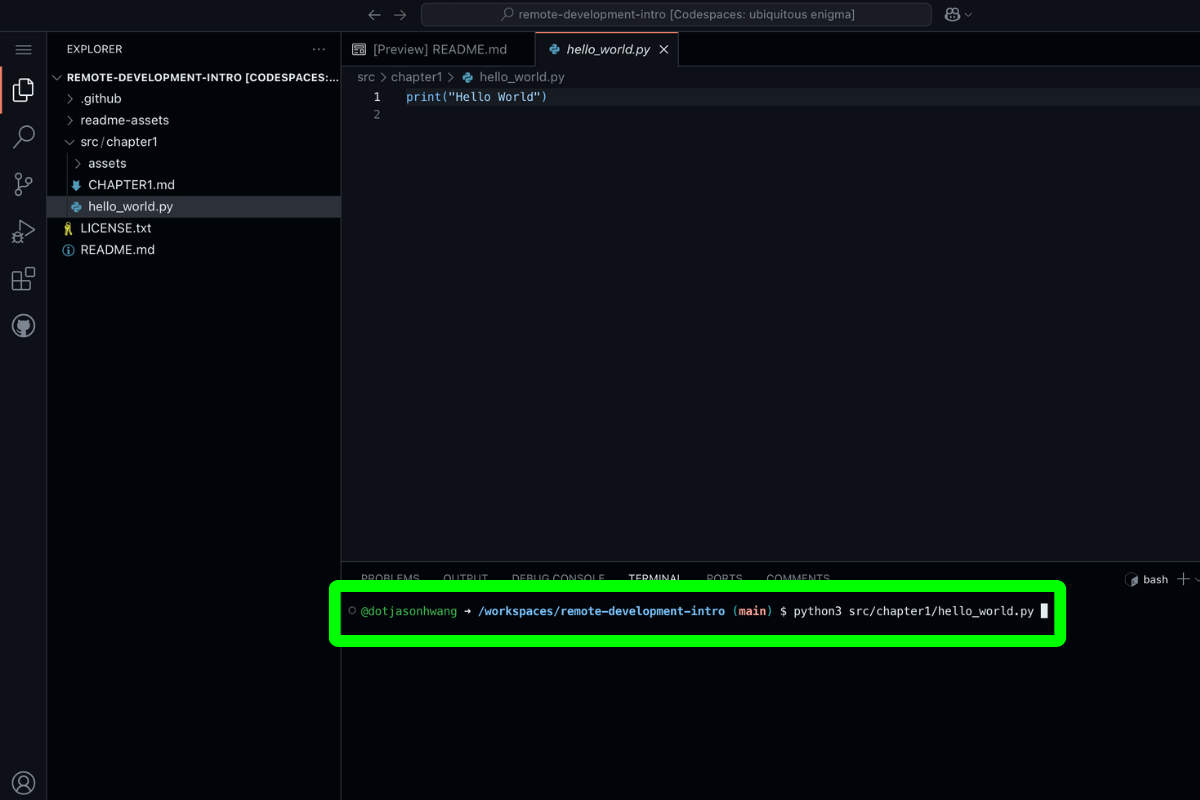 remote-development-intro [Codespaces: ubiquitous enigma]
EXPLORER
REMOTE-DEVELOPMENT-INTRO [CODESPACES:...
.github
readme-assets
src/chapter1
assets
CHAPTER1.md
hello_world.py
LICENSE.txt
README.md
[Preview] README.md
hello_world.py
src > chapter1 > hello_world.py
1 print("Hello World")
2
PROBLEMS OUTPUT DEBUG CONSOLE TERMINAL PORTS COMMENTS
bash
@dotjasonhwang ➜ /workspaces/remote-development-intro (main) $ python3 src/chapter1/hello_world.py